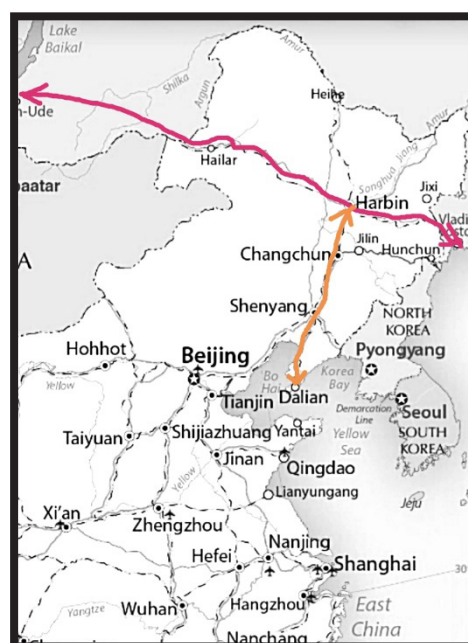 Lake
Baikal
Amur
Shilka
Argun
Heihe
n-Ude
Hailar
Songhua Jiang
Amur
Jixi
baatar
Harbin
Vladi
osto
Jilin
Changchun
Hunchun
A
Shenyang
NORTH
KOREA
Hohhot
Beijing
Bo
Hai
Korea
Bay
Pyongyang
Yellow
Tianjin
Dalian
Demarcation
Line
Seoul
Taiyuan
Shijiazhuang
Yantai
Yellow
Sea
SOUTH
KOREA
Jinan
Qingdao
Yellow
Lianyungang
Jeju
Xi'an
Zhengzhou
Nanjing
Hefei
Shanghai
30
Wuhan
Hangzhou
Yangtze
East
China
Nanchang